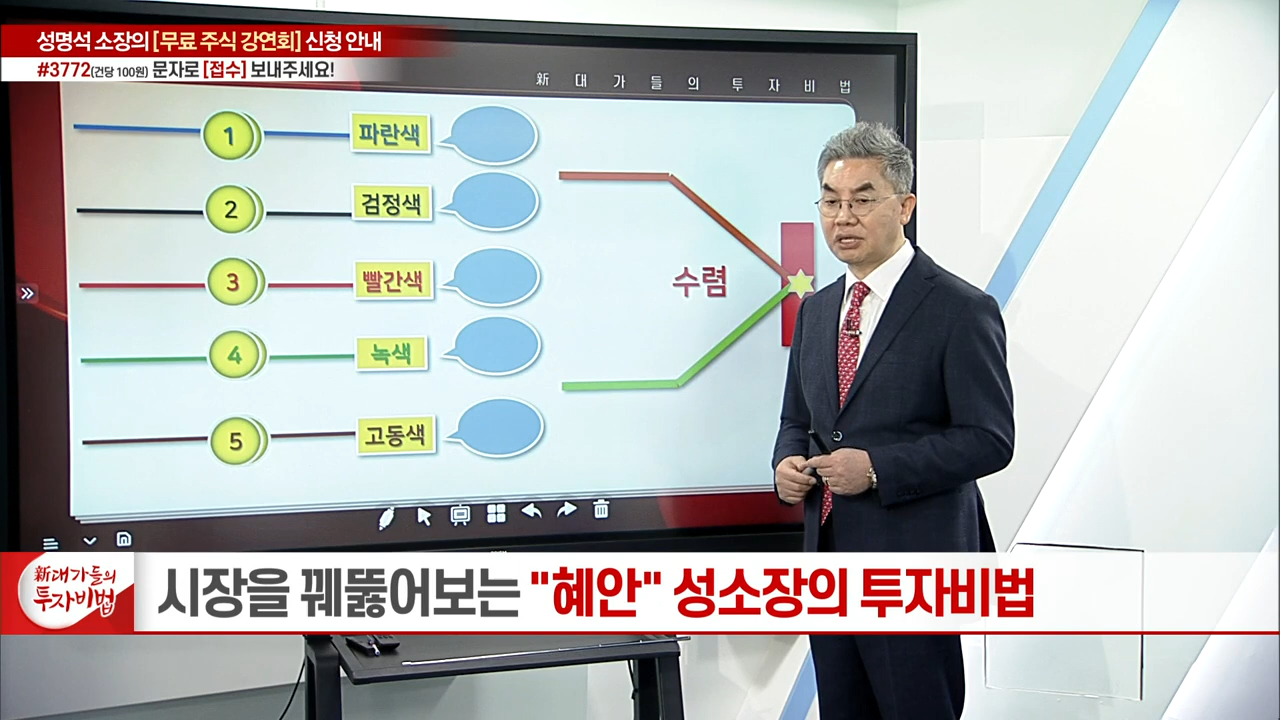 성명석 소장의 [무료 주식 강연회] 신청 안내
#3772(건당 100원) 문자로 [접수] 보내주세요!
新 대가들의 투자비법
1 파란색
2 검정색
3 빨간색
4 녹색
5 고동색
수렴
新대가들의
투자비법
시장을 꿰뚫어보는 "혜안" 성소장의 투자비법